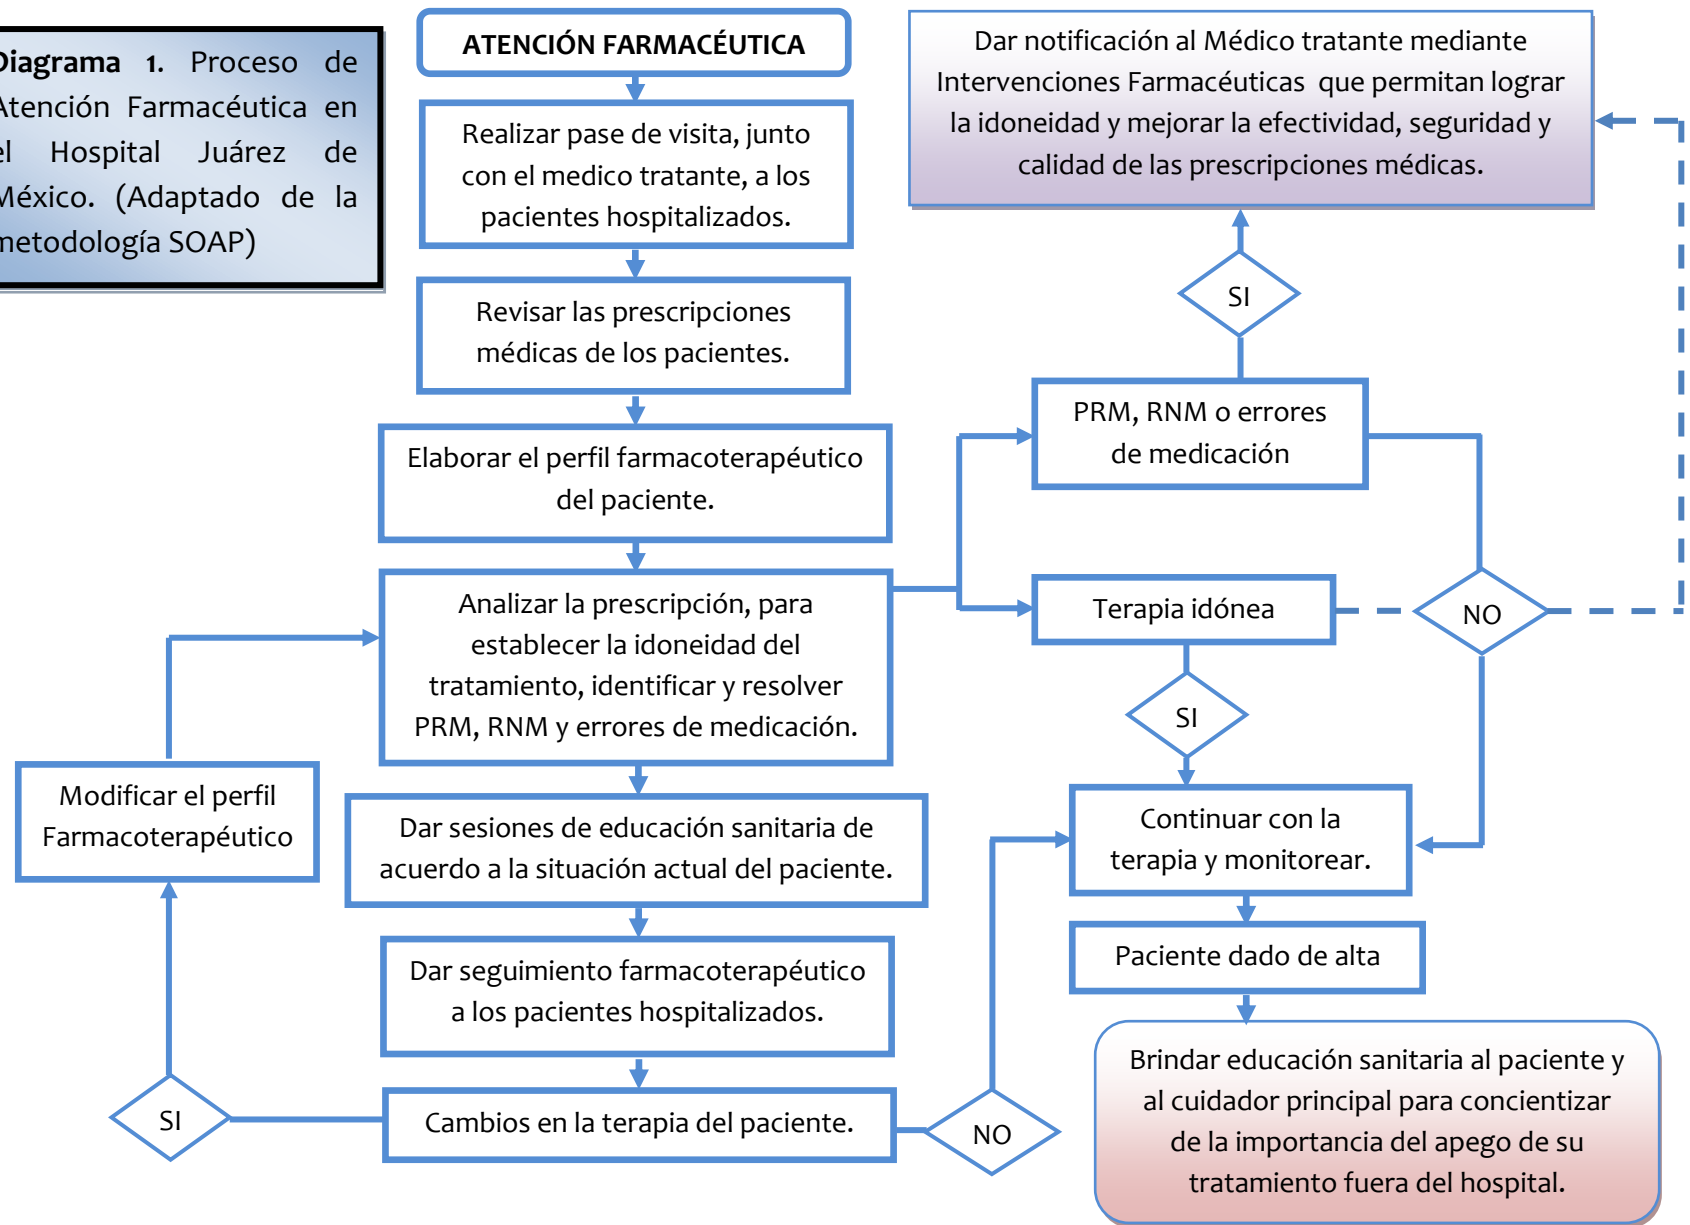 Diagrama 1. Proceso de
Atención Farmacéutica en
el Hospital Juárez de
México. (Adaptado de la
metodología SOAP)
ATENCIÓN FARMACÉUTICA
Realizar pase de visita, junto
con el medico tratante, a los
pacientes hospitalizados.
Revisar las prescripciones
médicas de los pacientes.
Elaborar el perfil farmacoterapéutico
del paciente.
Analizar la prescripción, para
establecer la idoneidad del
tratamiento, identificar y resolver
PRM, RNM y errores de medicación.
Dar sesiones de educación sanitaria de
acuerdo a la situación actual del paciente.
Dar seguimiento farmacoterapéutico
a los pacientes hospitalizados.
Cambios en la terapia del paciente.
SI
Modificar el perfil
Farmacoterapéutico
NO
Dar notificación al Médico tratante mediante
Intervenciones Farmacéuticas que permitan lograr
la idoneidad y mejorar la efectividad, seguridad y
calidad de las prescripciones médicas.
SI
PRM, RNM o errores
de medicación
Terapia idónea
NO
SI
Continuar con la
terapia y monitorear.
Paciente dado de alta
Brindar educación sanitaria al paciente y
al cuidador principal para concientizar
de la importancia del apego de su
tratamiento fuera del hospital.